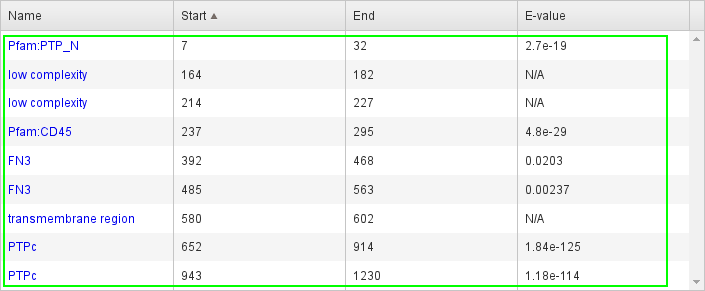 Name Start End E-value
Pfam:PTP_N 7 32 2.7e-19
low complexity 164 182 N/A
low complexity 214 227 N/A
Pfam:CD45 237 295 4.8e-29
FN3 392 468 0.0203
FN3 485 563 0.00237
transmembrane region 580 602 N/A
PTPc 652 914 1.84e-125
PTPc 943 1230 1.18e-114